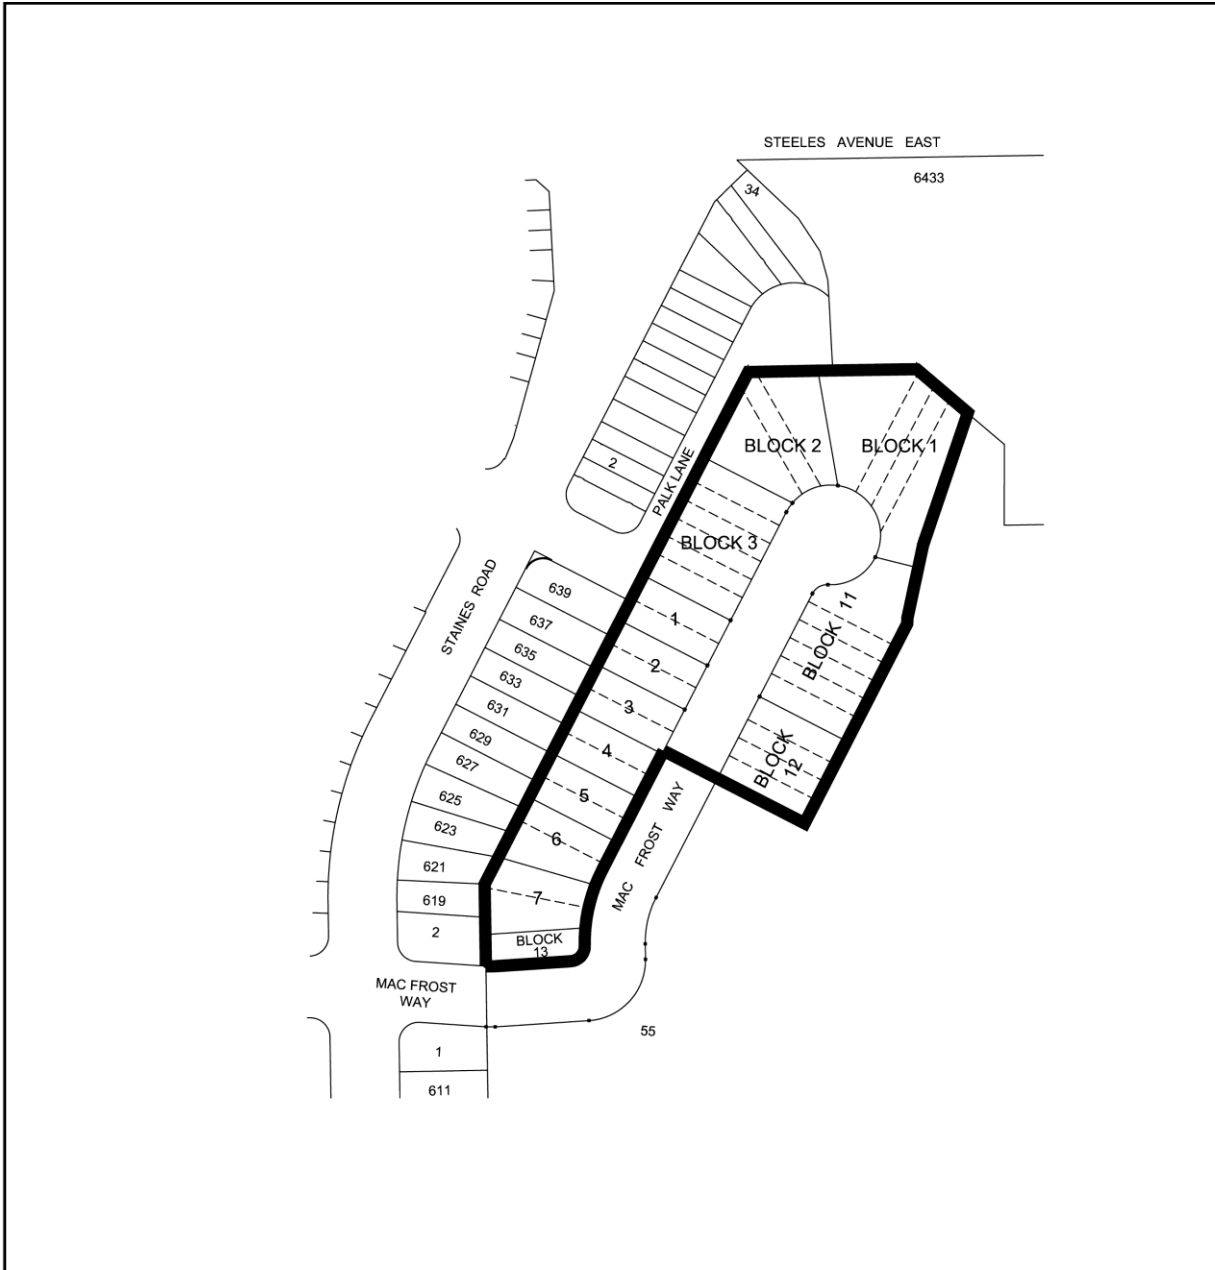 STEELES AVENUE EAST
6433
34
2
PALK LANE
BLOCK 2
BLOCK 1
BLOCK 3
STAINES ROAD
639
637
635
633
631
629
627
625
623
621
619
2
1
2
3
4
5
6
7
BLOCK
13
BLOCK 11
BLOCK
12
MAC FROST WAY
MAC FROST
WAY
55
1
611